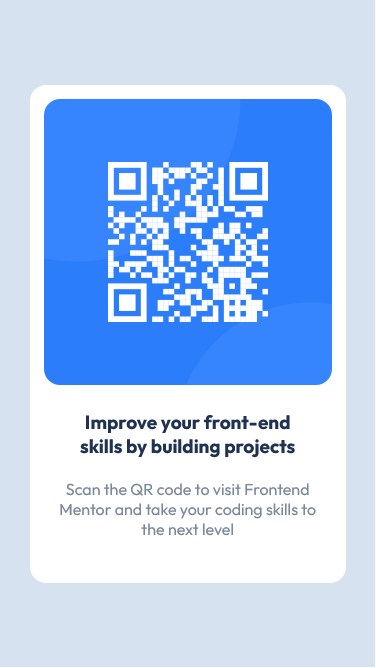 Improve your front-end
skills by building projects
Scan the QR code to visit Frontend
Mentor and take your coding skills to
the next level